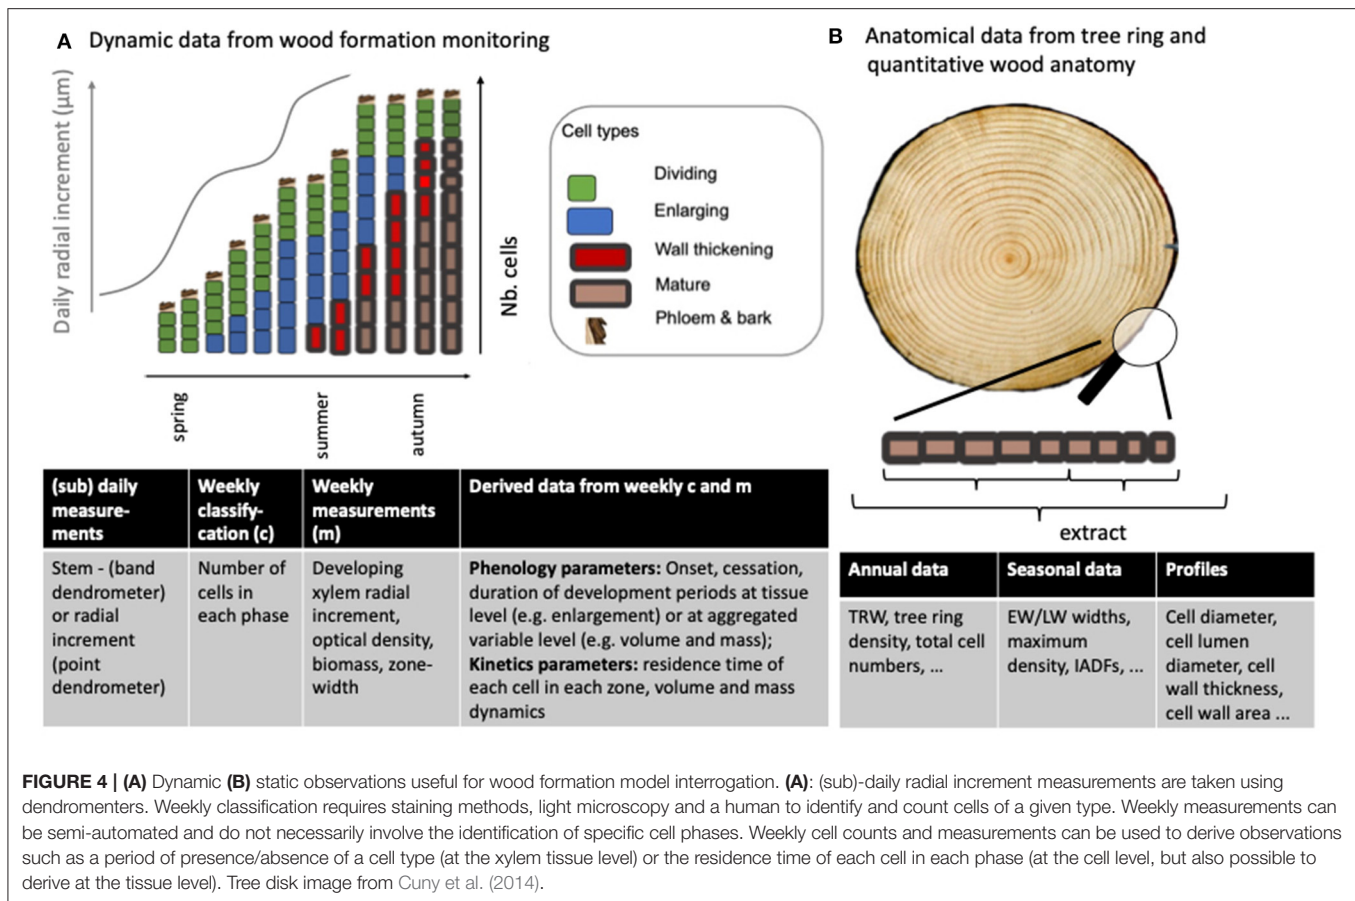 A Dynamic data from wood formation monitoring
Daily radial increment (µm)
Nb. cells
spring
summer
autumn
Cell types
Dividing
Enlarging
Wall thickening
Mature
Phloem & bark
B Anatomical data from tree ring and
quantitative wood anatomy
extract
(sub) daily
measure-
ments
Weekly
classify-
cation (c)
Weekly
measurements
(m)
Derived data from weekly c and m
Stem - (band
dendrometer)
or radial
increment
(point
dendrometer)
Number of
cells in
each phase
Developing
xylem radial
increment,
optical density,
biomass, zone-
width
Phenology parameters: Onset, cessation,
duration of development periods at tissue
level (e.g. enlargement) or at aggregated
variable level (e.g. volume and mass);
Kinetics parameters: residence time of
each cell in each zone, volume and mass
dynamics
Annual data
Seasonal data
Profiles
TRW, tree ring
density, total cell
numbers, ...
EW/LW widths,
maximum
density, IADFs, ...
Cell diameter,
cell lumen
diameter, cell
wall thickness,
cell wall area ...
FIGURE 4 | (A) Dynamic (B) static observations useful for wood formation model interrogation. (A): (sub)-daily radial increment measurements are taken using
dendromenters. Weekly classification requires staining methods, light microscopy and a human to identify and count cells of a given type. Weekly measurements can
be semi-automated and do not necessarily involve the identification of specific cell phases. Weekly cell counts and measurements can be used to derive observations
such as a period of presence/absence of a cell type (at the xylem tissue level) or the residence time of each cell in each phase (at the cell level, but also possible to
derive at the tissue level). Tree disk image from Cuny et al. (2014).